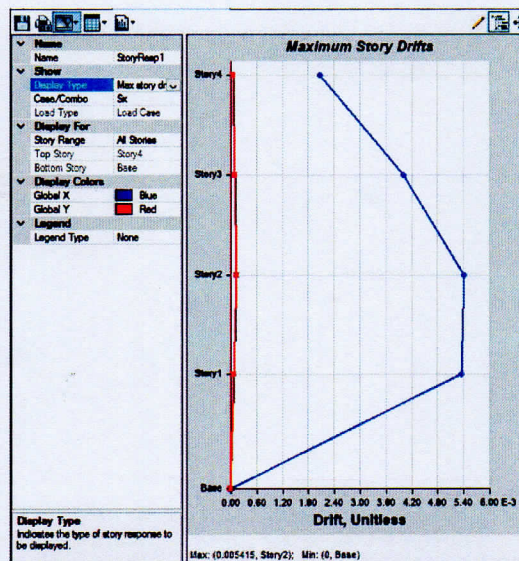 Name
Name StoryResp1
Show
Display Type Max story dr
Case/Combo Sx
Load Type Load Case
Display For
Story Range All Stories
Top Story Story4
Bottom Story Base
Display Colors
Global X Blue
Global Y Red
Legend
Legend Type None
Display Type
Indicates the type of story response to
be displayed.
Maximum Story Drifts
Story4
Story3
Story2
Story1
Base
0.00 0.60 1.20 1.80 2.40 3.00 3.60 4.20 4.80 5.40 6.00 E-3
Drift, Unitless
Max: (0.005415, Story2); Min: (0, Base)